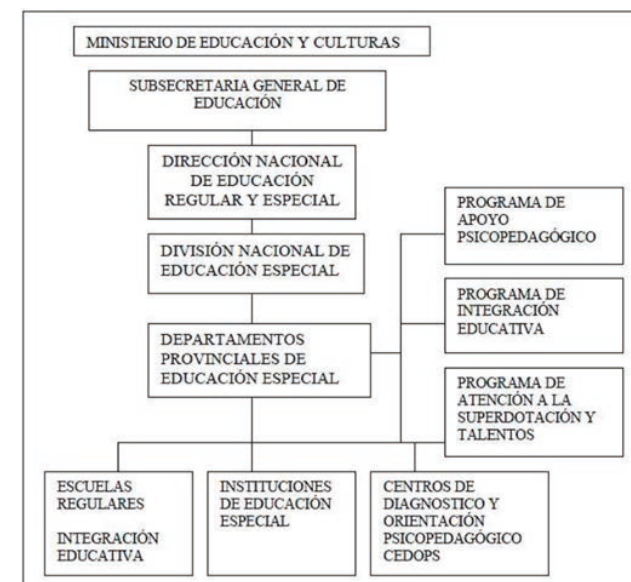 MINISTERIO DE EDUCACIÓN Y CULTURAS
SUBSECRETARIA GENERAL DE
EDUCACIÓN
DIRECCIÓN NACIONAL
DE EDUCACIÓN
REGULAR Y ESPECIAL
DIVISIÓN NACIONAL DE
EDUCACIÓN ESPECIAL
DEPARTAMENTOS
PROVINCIALES DE
EDUCACIÓN ESPECIAL
PROGRAMA DE
APOYO
PSICOPEDAGÓGICO
PROGRAMA DE
INTEGRACIÓN
EDUCATIVA
PROGRAMA DE
ATENCIÓN A LA
SUPERDOTACIÓN Y
TALENTOS
ESCUELAS
REGULARES
INTEGRACIÓN
EDUCATIVA
INSTITUCIONES
DE EDUCACIÓN
ESPECIAL
CENTROS DE
DIAGNOSTICO Y
ORIENTACIÓN
PSICOPEDAGÓGICO
CEDOPS